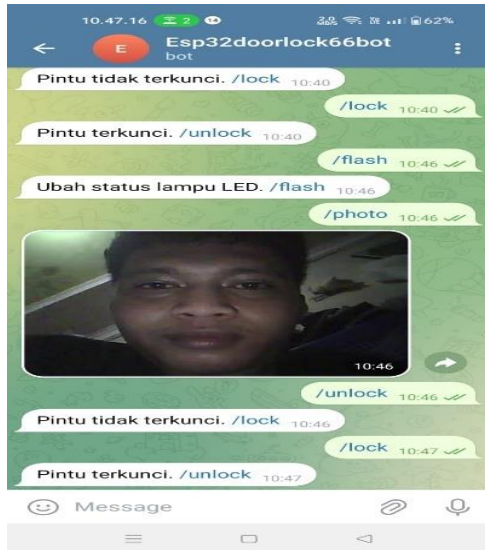 10.47.16 2 62%
E Esp32doorlock66bot
bot
Pintu tidak terkunci. /lock 10:40
/lock 10:40
Pintu terkunci. /unlock 10:40
/flash 10:46
Ubah status lampu LED. /flash 10:46
/photo 10:46
10:46
/unlock 10:46
Pintu tidak terkunci. /lock 10:46
/lock 10:47
Pintu terkunci. /unlock 10:47
Message